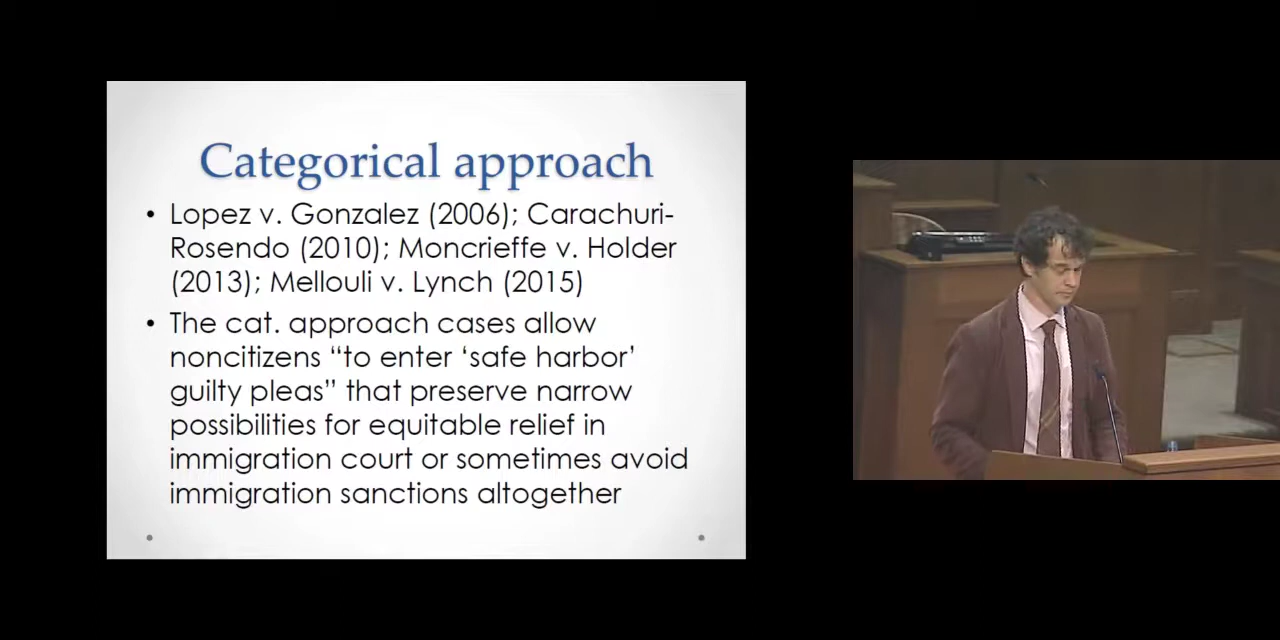 Categorical approach
• Lopez v. Gonzalez (2006); Carachuri-
Rosendo (2010); Moncrieffe v. Holder
(2013); Mellouli v. Lynch (2015)
• The cat. approach cases allow
noncitizens “to enter ‘safe harbor’
guilty pleas” that preserve narrow
possibilities for equitable relief in
immigration court or sometimes avoid
immigration sanctions altogether